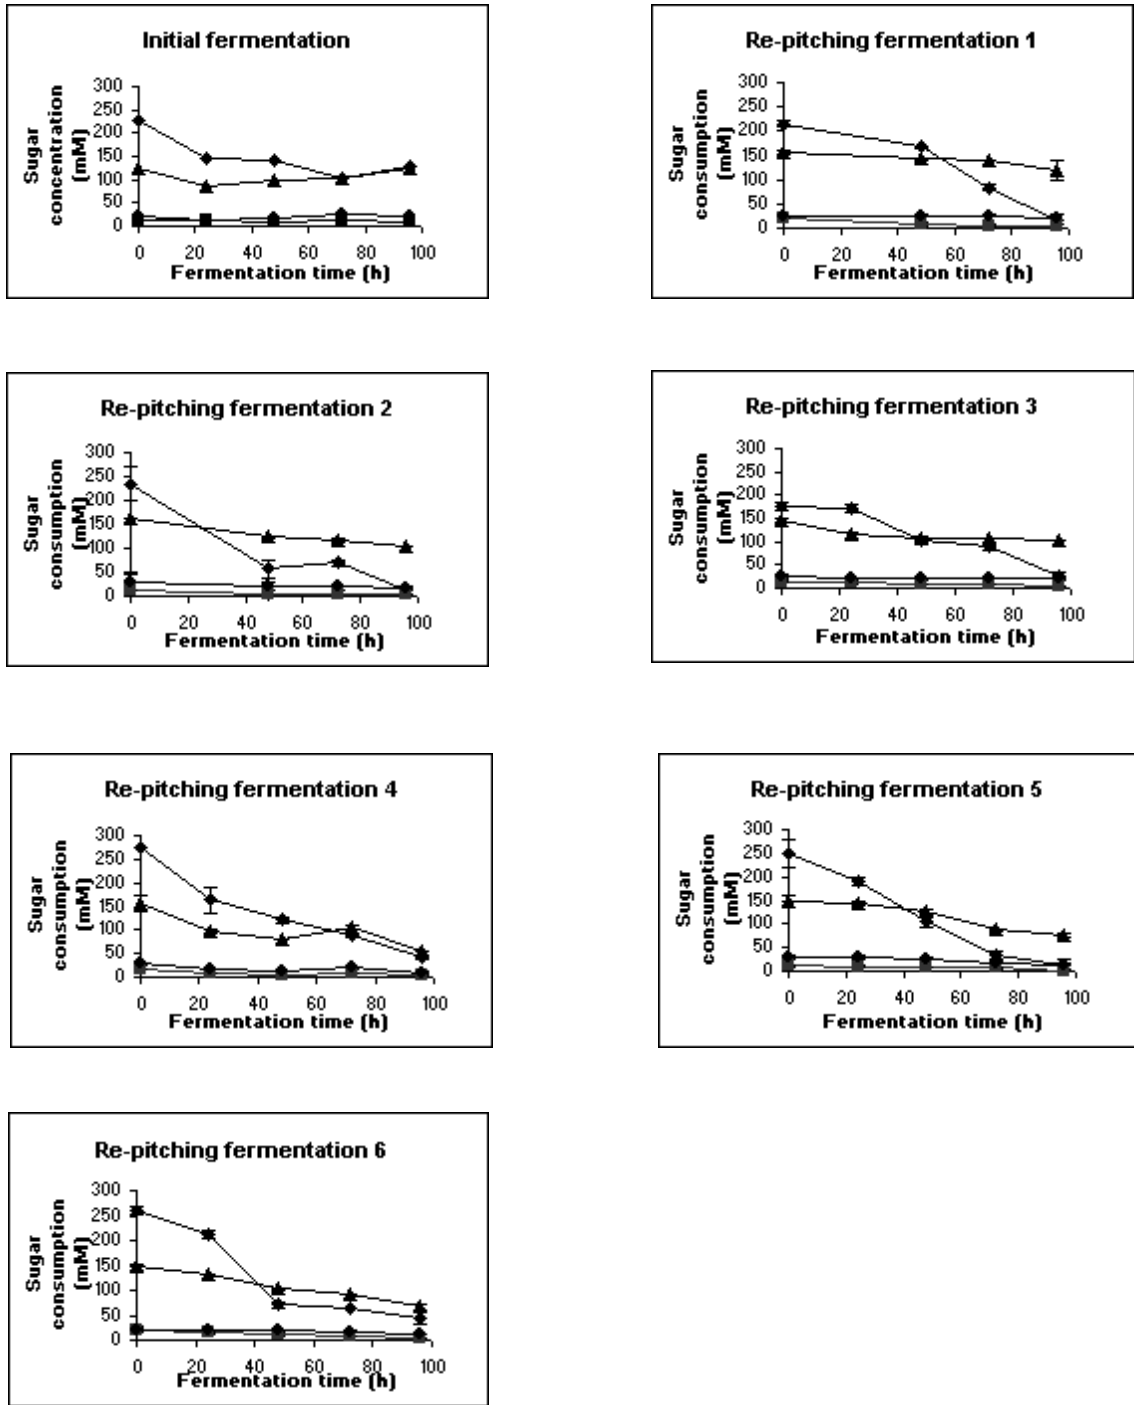 Initial fermentation
Sugar
concentration
(mM)
300
250
200
150
100
50
0
0 20 40 60 80 100
Fermentation time (h)
Re-pitching fermentation 1
Sugar
consumption
(mM)
300
250
200
150
100
50
0
0 20 40 60 80 100
Fermentation time (h)
Re-pitching fermentation 2
Sugar
consumption
(mM)
300
250
200
150
100
50
0
0 20 40 60 80 100
Fermentation time (h)
Re-pitching fermentation 3
Sugar
consumption
(mM)
300
250
200
150
100
50
0
0 20 40 60 80 100
Fermentation time (h)
Re-pitching fermentation 4
Sugar
consumption
(mM)
300
250
200
150
100
50
0
0 20 40 60 80 100
Fermentation time (h)
Re-pitching fermentation 5
Sugar
consumption
(mM)
300
250
200
150
100
50
0
0 20 40 60 80 100
Fermentation time (h)
Re-pitching fermentation 6
Sugar
consumption
(mM)
300
250
200
150
100
50
0
0 20 40 60 80 100
Fermentation time (h)